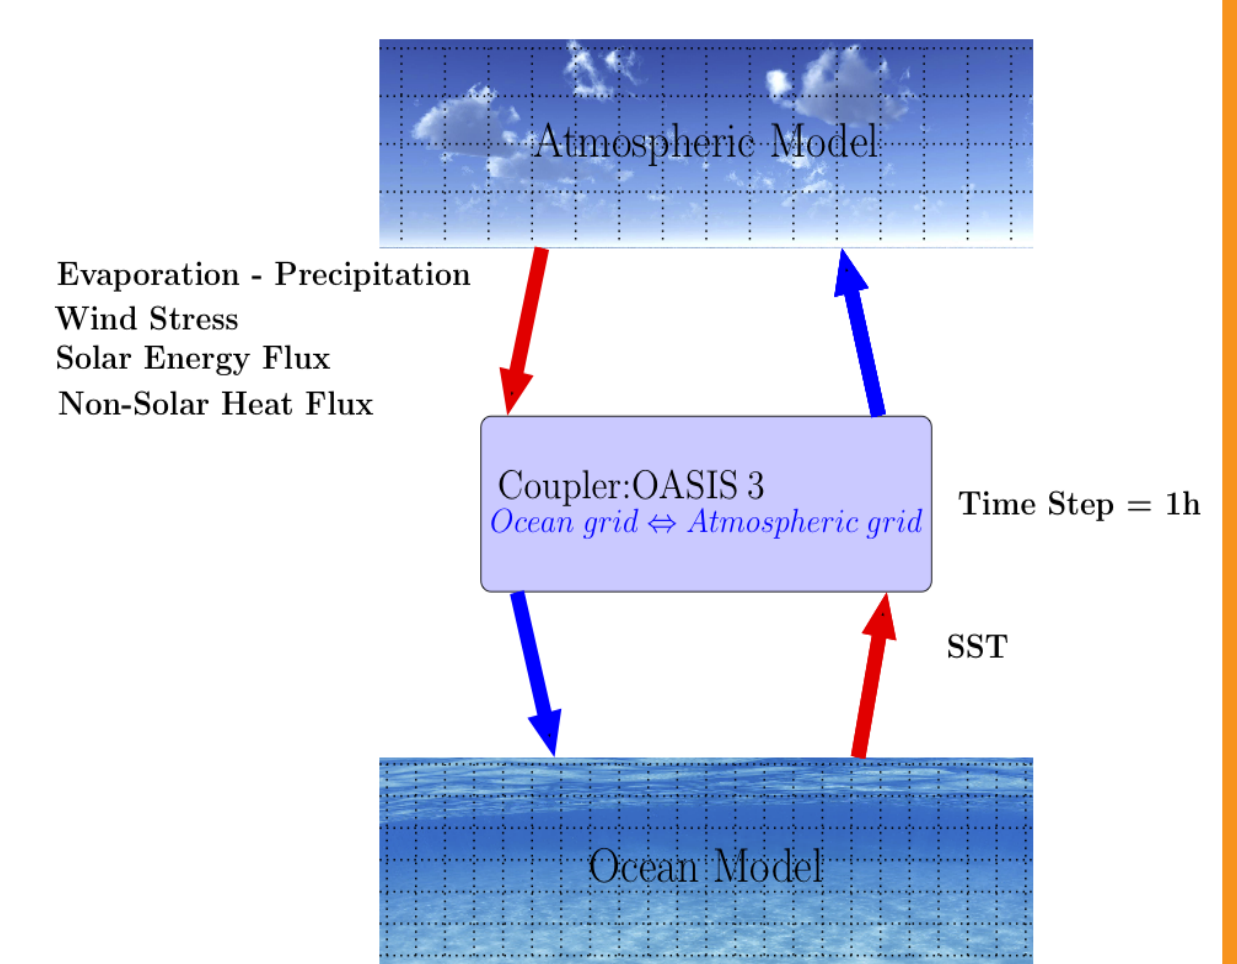 Atmospheric Model
Evaporation - Precipitation
Wind Stress
Solar Energy Flux
Non-Solar Heat Flux
Coupler:OASIS 3
Ocean grid ⇔ Atmospheric grid
Time Step = 1h
SST
Ocean Model